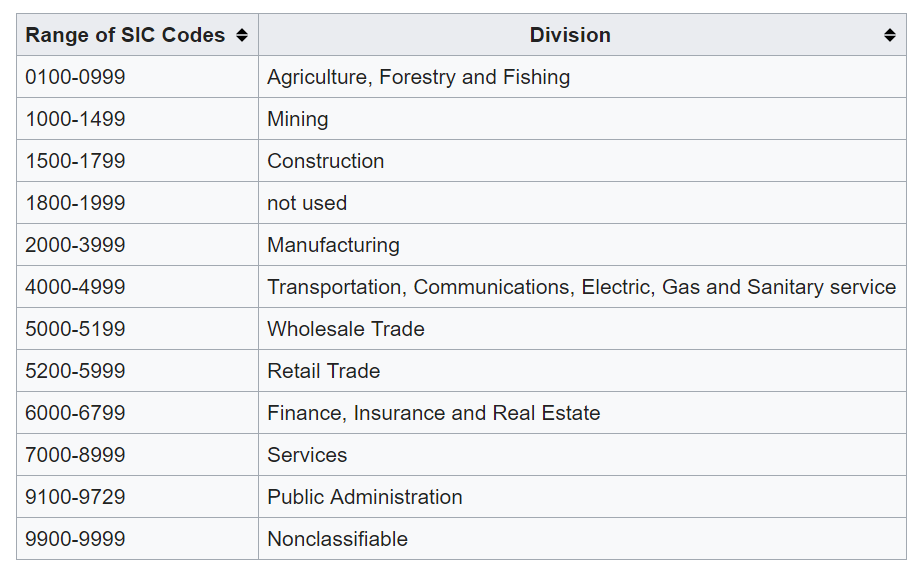 Range of SIC Codes Division
0100-0999 Agriculture, Forestry and Fishing
1000-1499 Mining
1500-1799 Construction
1800-1999 not used
2000-3999 Manufacturing
4000-4999 Transportation, Communications, Electric, Gas and Sanitary service
5000-5199 Wholesale Trade
5200-5999 Retail Trade
6000-6799 Finance, Insurance and Real Estate
7000-8999 Services
9100-9729 Public Administration
9900-9999 Nonclassifiable